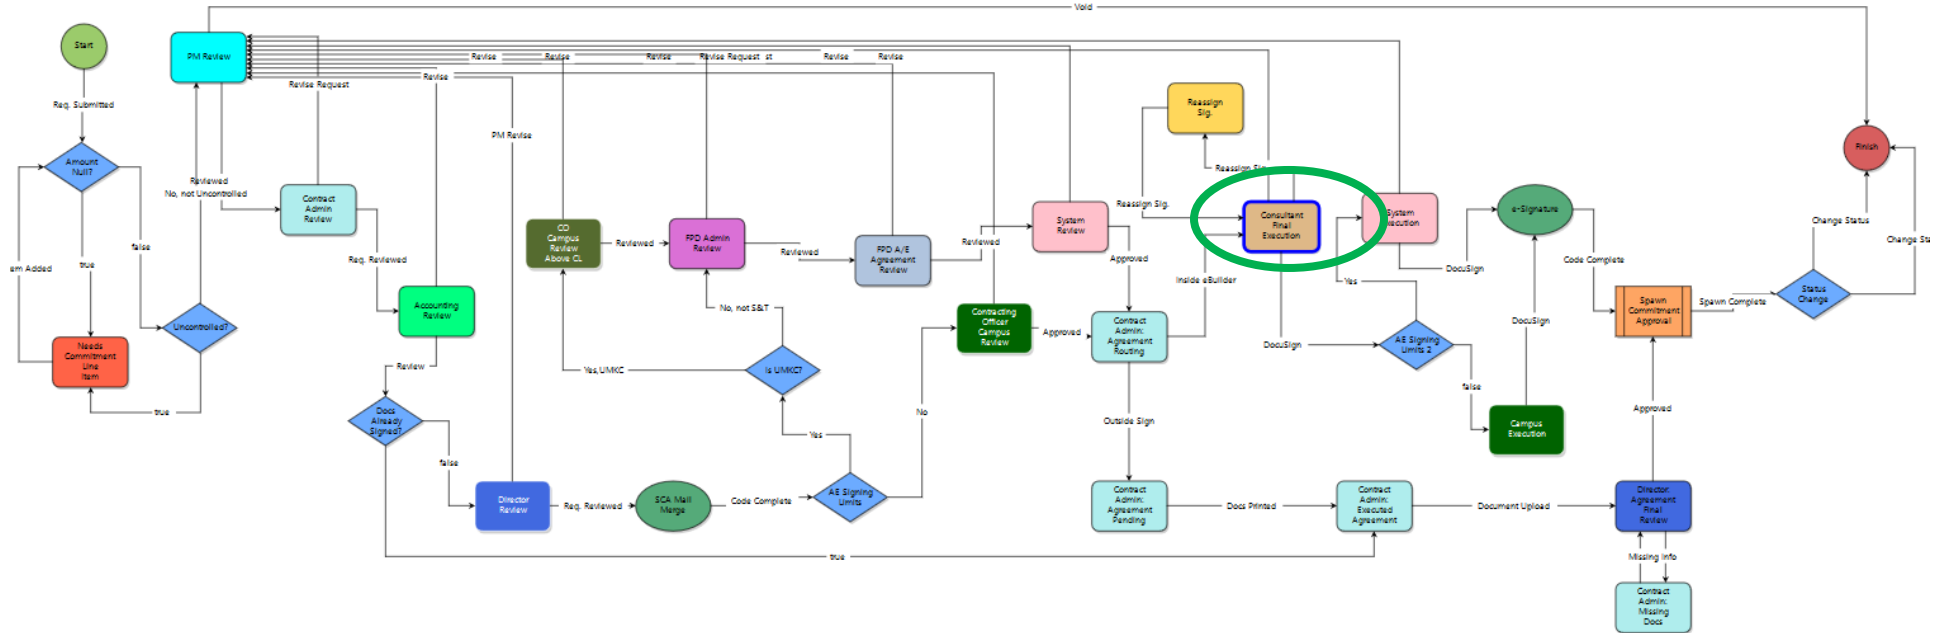 Void
Start
PM Review
Revise
Revise
Revise
Revise Request
st
Revise
Revise
Revise
Revise Request
Req. Submitted
Reassign
Sig.
PM Revise
Finish
Amount
Null?
Reassign Sig.
Reviewed
No, not Uncontrolled
Contract
Admin
Review
Reassign Sig.
Consultant
Final
Execution
System
Execution
e-Signature
Change Status
CO
Campus
Review
Above CL
Reviewed
FPD Admin
Review
Reviewed
FPD A/E
Agreement
Review
Reviewed
System
Review
Approved
false
true
em Added
Req. Reviewed
Inside eBuilder
DocuSign
Code Complete
Yes
Status
Change
Uncontrolled?
Accounting
Review
No, not S&T
Contracting
Officer
Campus
Review
Approved
Contract
Admin:
Agreement
Routing
DocuSign
AE Signing
Limits 2
DocuSign
Spawn
Commitment
Approval
Spawn Complete
Needs
Commitment
Line
Item
Review
Yes,UMKC
Is UMKC?
false
true
Docs
Already
Signed?
No
Outside Sign
Campus
Execution
Approved
Yes
false
Director
Review
Req. Reviewed
SCA Mail
Merge
Code Complete
AE Signing
Limits
Contract
Admin:
Agreement
Pending
Docs Printed
Contract
Admin:
Executed
Agreement
Document Upload
Director:
Agreement
Final
Review
true
Missing Info
Contract
Admin:
Missing
Docs